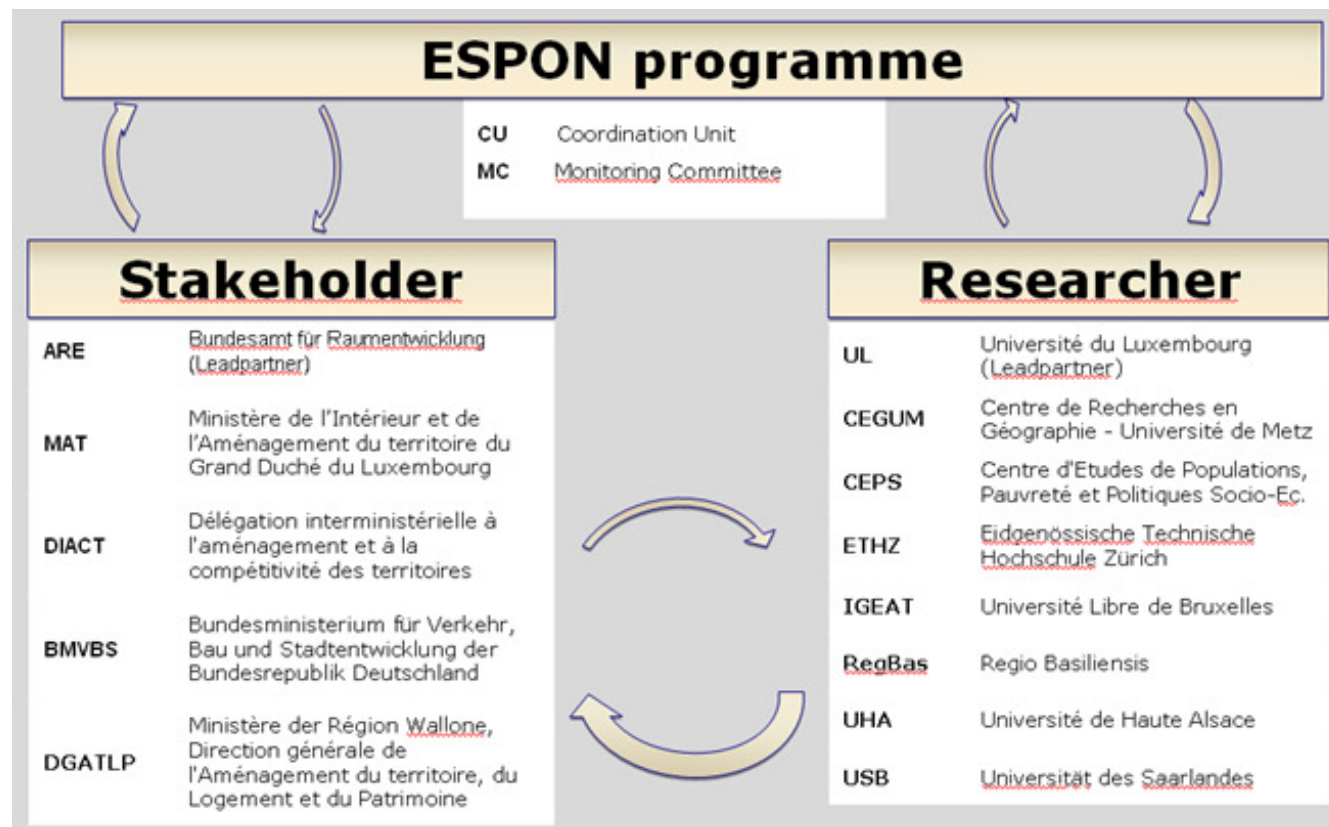 ESPON programme
CU Coordination Unit
MC Monitoring Committee
Stakeholder
ARE Bundesamt für Raumentwicklung
(Leadpartner)
MAT Ministère de l'Intérieur et de
l'Aménagement du territoire du
Grand Duché du Luxembourg
DIACT Délégation interministérielle à
l'aménagement et à la
compétitivité des territoires
BMVBS Bundesministerium für Verkehr,
Bau und Stadtentwicklung der
Bundesrepublik Deutschland
DGATLP Ministère der Région Wallone,
Direction générale de
l'Aménagement du territoire, du
Logement et du Patrimoine
Researcher
UL Université du Luxembourg
(Leadpartner)
CEGUM Centre de Recherches en
Géographie - Université de Metz
CEPS Centre d'Etudes de Populations,
Pauvreté et Politiques Socio-Ec.
ETHZ Eidgenössische Technische
Hochschule Zürich
IGEAT Université Libre de Bruxelles
RegBas Regio Basiliensis
UHA Université de Haute Alsace
USB Universität des Saarlandes